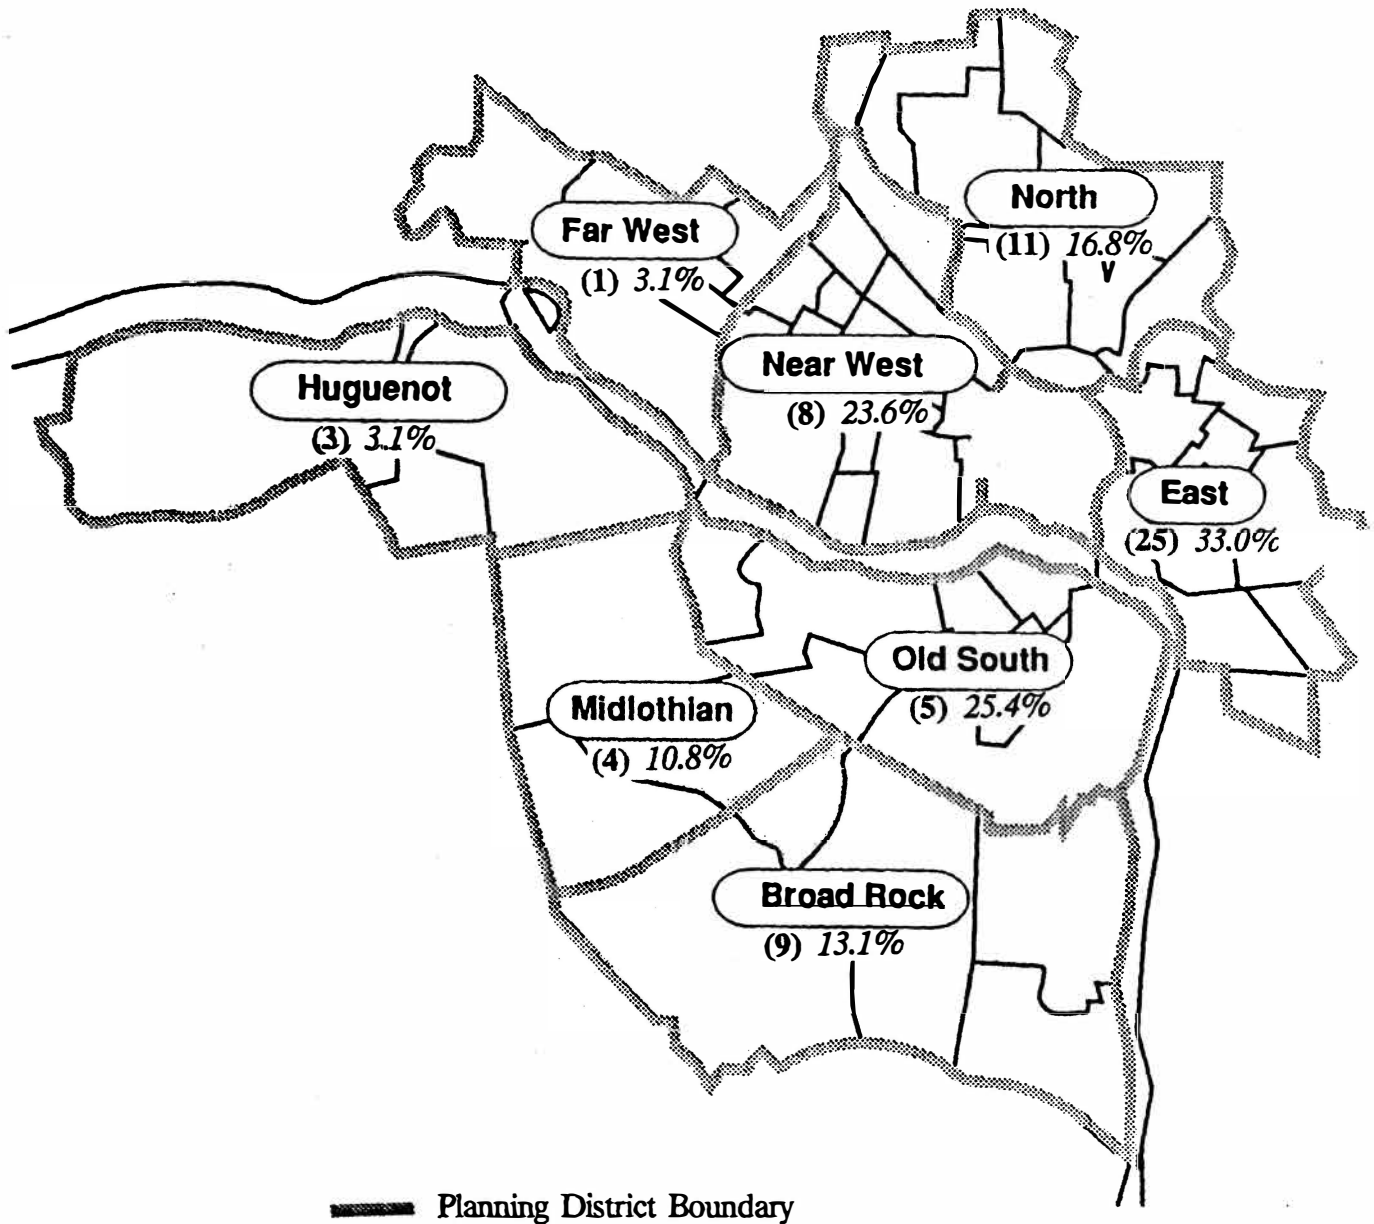 North
(11) 16.8%
Far West
(1) 3.1%
Near West
(8) 23.6%
Huguenot
(3) 3.1%
East
(25) 33.0%
Old South
(5) 25.4%
Midlothian
(4) 10.8%
Broad Rock
(9) 13.1%
Planning District Boundary